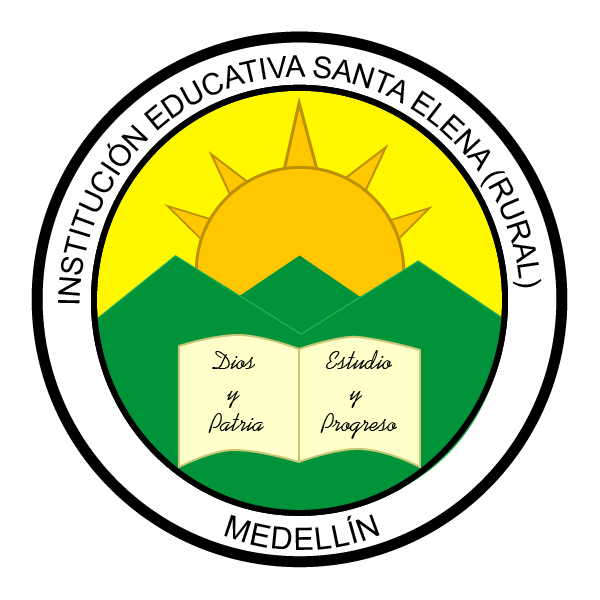 INSTITUCIÓN EDUCATIVA SANTA ELENA (RURAL)
Dios
y
Patria
Estudio
y
Progreso
MEDELLÍN